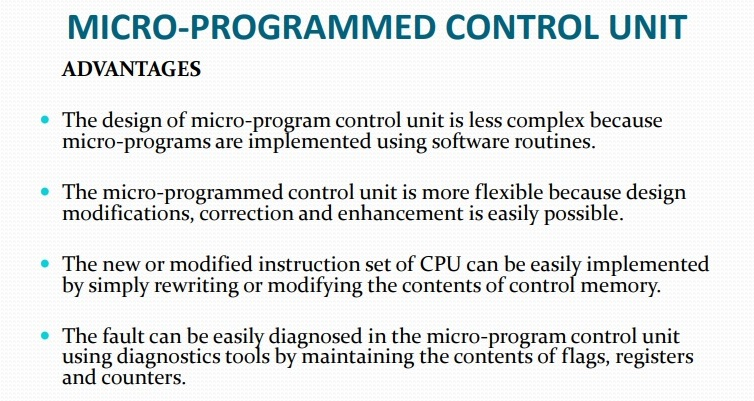 MICRO-PROGRAMMED CONTROL UNIT
ADVANTAGES
• The design of micro-program control unit is less complex because
micro-programs are implemented using software routines.
• The micro-programmed control unit is more flexible because design
modifications, correction and enhancement is easily possible.
• The new or modified instruction set of CPU can be easily implemented
by simply rewriting or modifying the contents of control memory.
• The fault can be easily diagnosed in the micro-program control unit
using diagnostics tools by maintaining the contents of flags, registers
and counters.